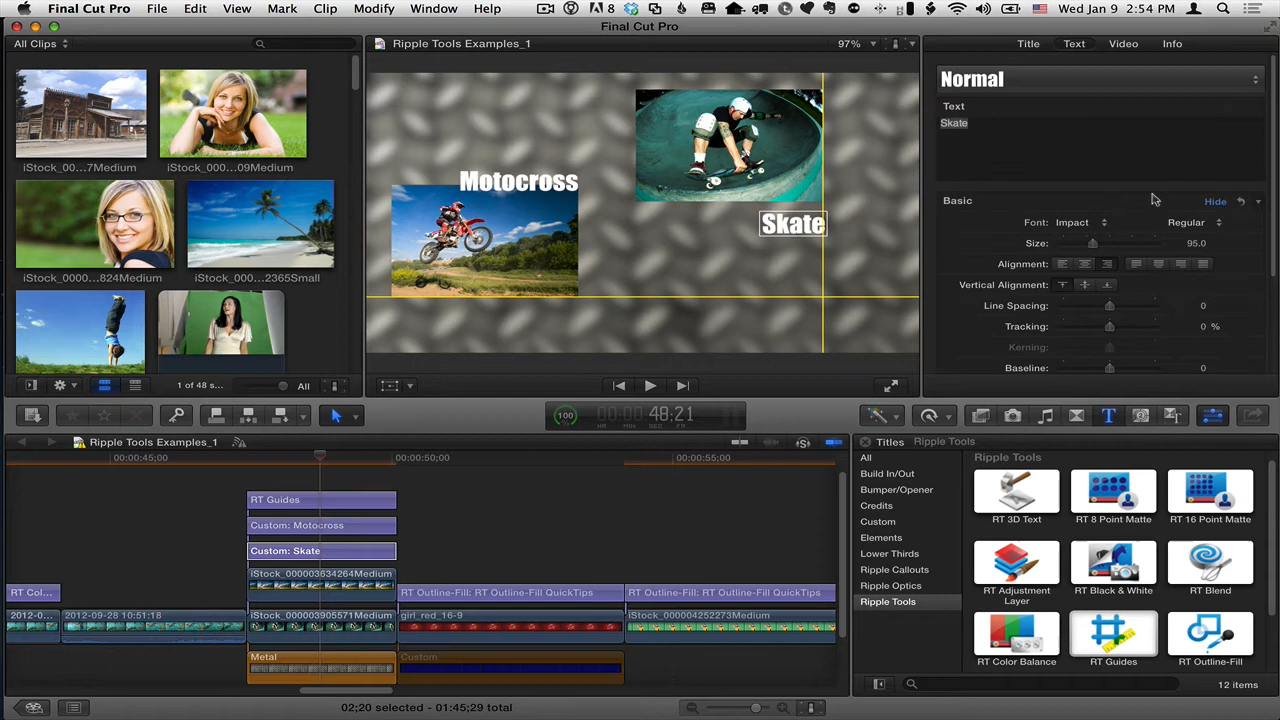 Final Cut Pro File Edit View Mark Clip Modify Window Help 8 Wed Jan 9 2:54 PM
Final Cut Pro
All Clips
Ripple Tools Examples_1 97%
Title Text Video Info
Normal
Text
Skate
iStock_00...7Medium iStock_000...09Medium
Motocross
Skate
iStock_000...824Medium iStock_000...2365Small
Basic Hide
Font: Impact Regular
Size: 95.0
Alignment:
Vertical Alignment:
Line Spacing: 0
Tracking: 0 %
Kerning:
Baseline: 0
1 of 48 s... All
100 00:00:48:21
HR MIN SEC FR
Ripple Tools Examples_1
Titles Ripple Tools
00:00:45;00 00:00:50;00 00:00:55;00
RT Guides
Custom: Motocross
Custom: Skate
iStock_000003634264Medium
RT Col... RT Outline-Fill: RT Outline-Fill QuickTips RT Outline-Fill: RT Outline-Fill QuickTips
2012-0... 2012-09-28 10:51:18 iStock_000003905571Medium girl_red_16-9 iStock_000004252273Medium
Metal Custom
All
Build In/Out
Bumper/Opener
Credits
Custom
Elements
Lower Thirds
Ripple Callouts
Ripple Optics
Ripple Tools
Ripple Tools
RT 3D Text RT 8 Point Matte RT 16 Point Matte
RT Adjustment Layer RT Black & White RT Blend
RT Color Balance RT Guides RT Outline-Fill
02;20 selected - 01:45;29 total
12 items